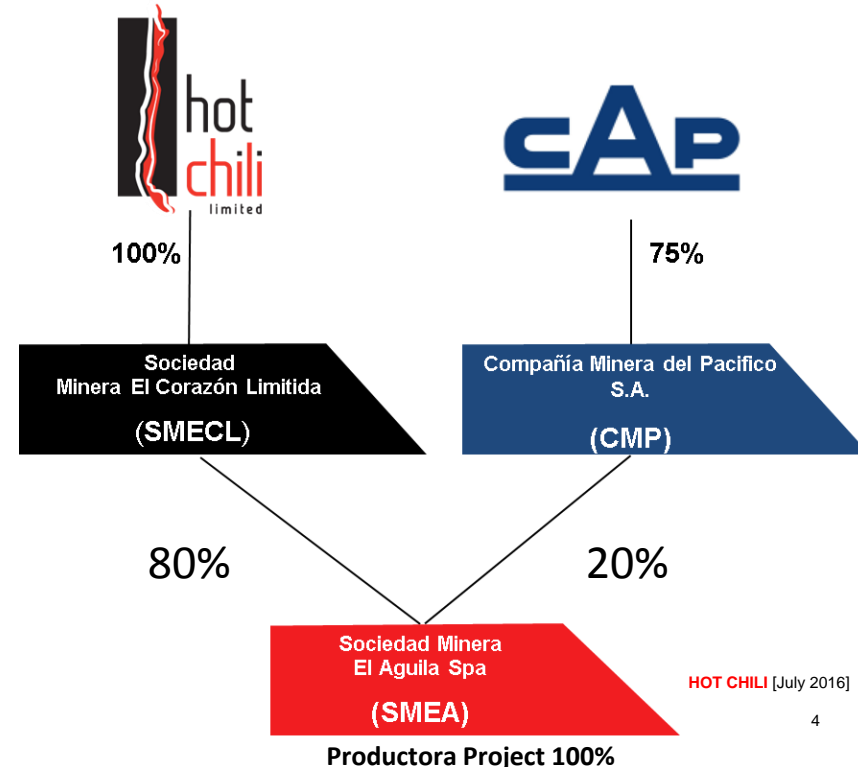 hot
chili
limited
CAP
100%
75%
Sociedad
Minera El Corazón Limitida
(SMECL)
Compañía Minera del Pacifico
S.A.
(CMP)
80%
20%
Sociedad Minera
El Aguila Spa
(SMEA)
HOT CHILI [July 2016]
4
Productora Project 100%